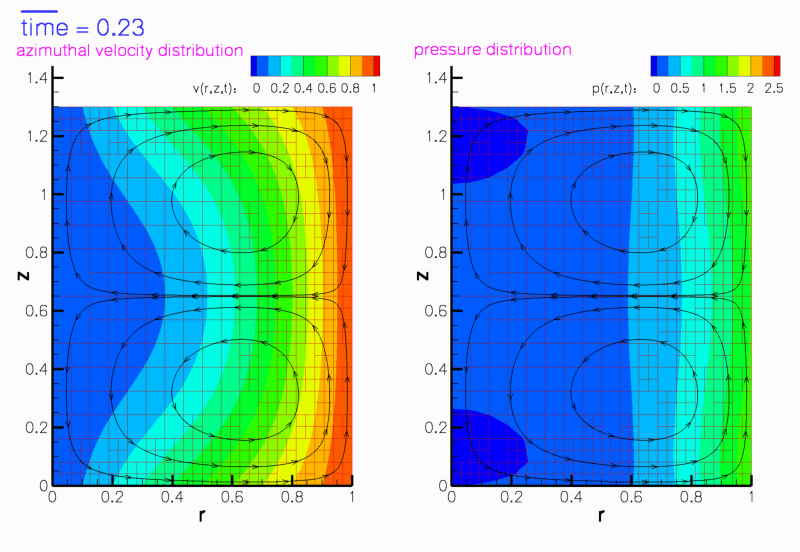 time = 0.23
azimuthal velocity distribution
pressure distribution
v(r,z,t): 0 0.2 0.4 0.6 0.8 1
p(r,z,t): 0 0.5 1 1.5 2 2.5
1.4
1.2
1
0.8
0.6
0.4
0.2
0
z
0 0.2 0.4 0.6 0.8 1
r
1.4
1.2
1
0.8
0.6
0.4
0.2
0
z
0 0.2 0.4 0.6 0.8 1
r